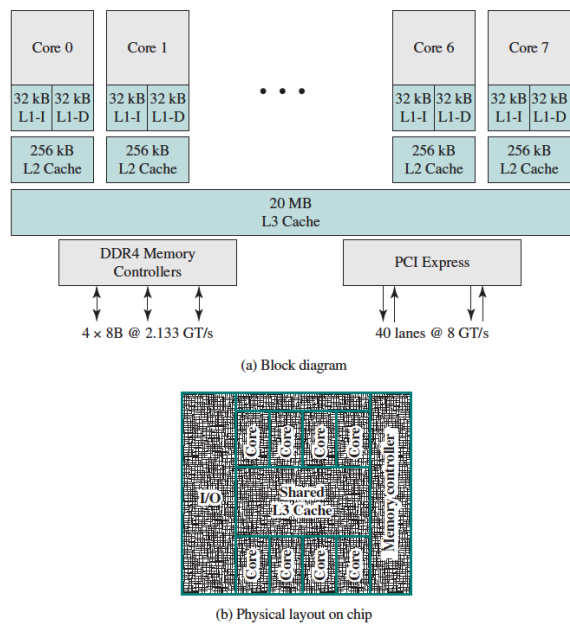 Core 0
Core 1
Core 6
Core 7
32 kB
L1-I
32 kB
L1-D
32 kB
L1-I
32 kB
L1-D
32 kB
L1-I
32 kB
L1-D
32 kB
L1-I
32 kB
L1-D
256 kB
L2 Cache
256 kB
L2 Cache
256 kB
L2 Cache
256 kB
L2 Cache
20 MB
L3 Cache
DDR4 Memory
Controllers
PCI Express
4 × 8B @ 2.133 GT/s
40 lanes @ 8 GT/s
(a) Block diagram
Core
Core
Core
Core
I/O
Shared
L3 Cache
Memory controller
Core
Core
Core
Core
(b) Physical layout on chip